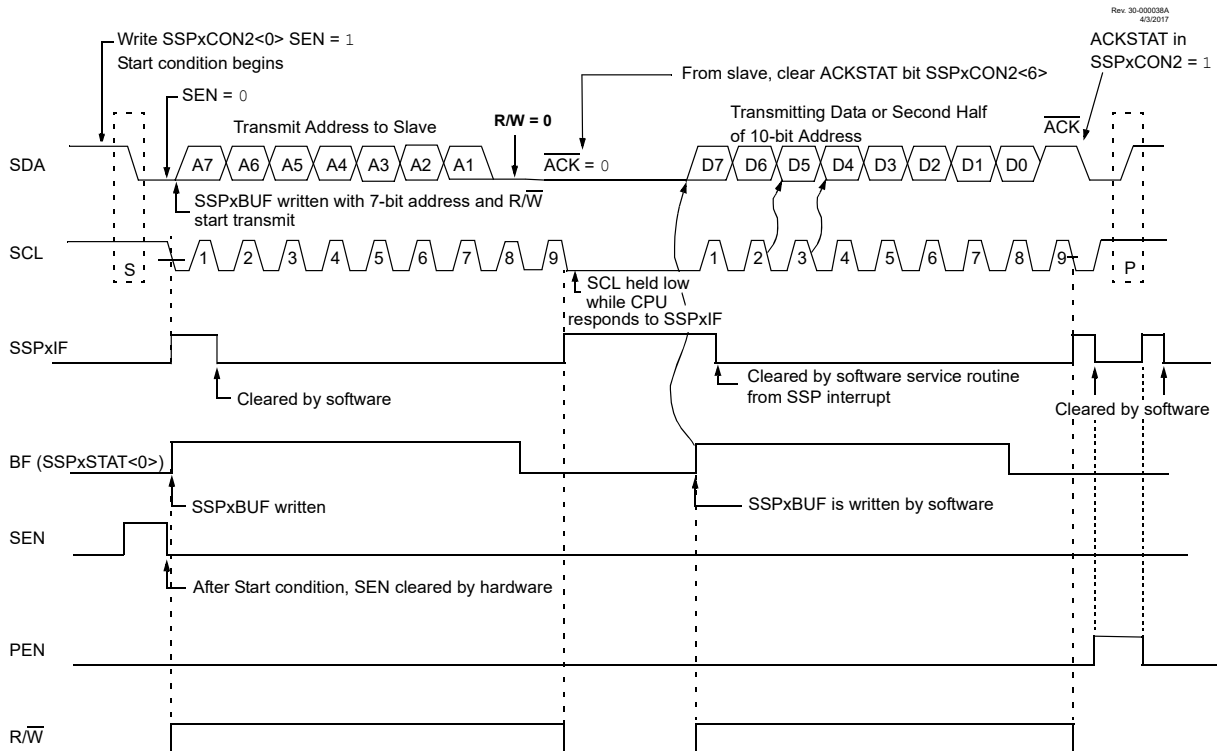 Rev. 30-000038A
4/3/2017
Write SSPxCON2<0> SEN = 1
Start condition begins
ACKSTAT in
SSPxCON2 = 1
From slave, clear ACKSTAT bit SSPxCON2<6>
SEN = 0
Transmit Address to Slave
R/W = 0
Transmitting Data or Second Half
of 10-bit Address
ACK
SDA
A7 A6 A5 A4 A3 A2 A1
ACK = 0
D7 D6 D5 D4 D3 D2 D1 D0
SSPxBUF written with 7-bit address and R/W
start transmit
SCL
S
1 2 3 4 5 6 7 8 9
1 2 3 4 5 6 7 8 9
P
SCL held low
while CPU
responds to SSPxIF
SSPxIF
Cleared by software
Cleared by software service routine
from SSP interrupt
Cleared by software
BF (SSPxSTAT<0>)
SSPxBUF written
SSPxBUF is written by software
SEN
After Start condition, SEN cleared by hardware
PEN
R/W